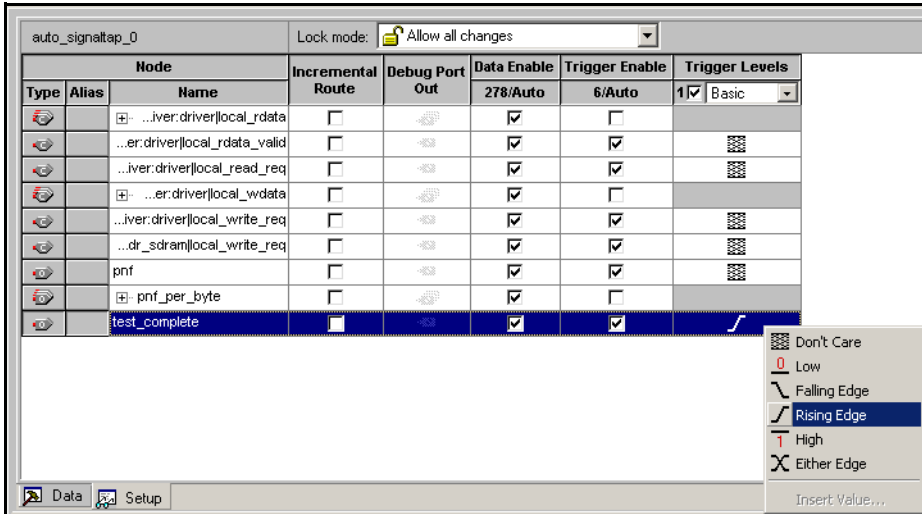 auto_signaltap_0 Lock mode: Allow all changes
Node Incremental Route Debug Port Out Data Enable Trigger Enable Trigger Levels
Type Alias Name 278/Auto 6/Auto 1 Basic
...iver:driver|local_rdata
...er:driver|local_rdata_valid
...iver:driver|local_read_req
...er:driver|local_wdata
...iver:driver|local_write_req
...dr_sdram|local_write_req
pnf
pnf_per_byte
test_complete
Don't Care
0 Low
Falling Edge
Rising Edge
1 High
Either Edge
Insert Value...
Data Setup